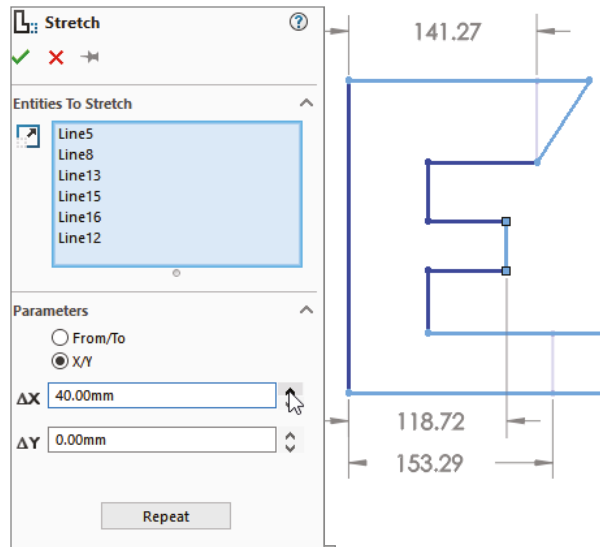 Stretch
Entities To Stretch
Line5
Line8
Line13
Line15
Line16
Line12
Parameters
From/To
X/Y
ΔX 40.00mm
ΔY 0.00mm
Repeat
141.27
118.72
153.29